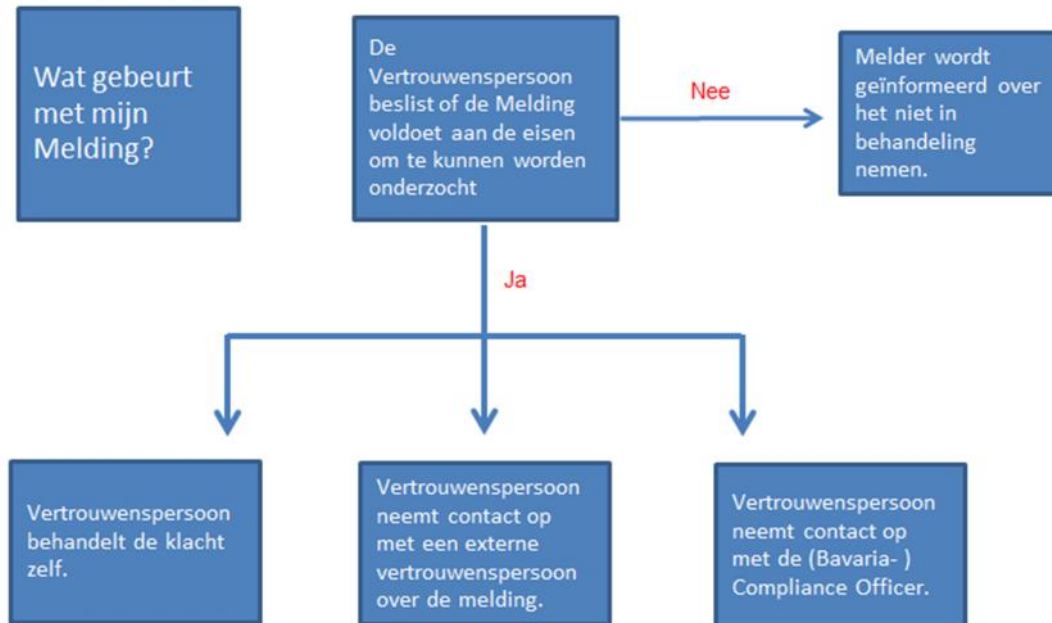 Wat gebeurt
met mijn
Melding?
De
Vertrouwenspersoon
beslist of de Melding
voldoet aan de eisen
om te kunnen worden
onderzocht
Nee
Melder wordt
geïnformeerd over
het niet in
behandeling
nemen.
Ja
Vertrouwenspersoon
behandelt de klacht
zelf.
Vertrouwenspersoon
neemt contact op
met een externe
vertrouwenspersoon
over de melding.
Vertrouwenspersoon
neemt contact op
met de (Bavaria- )
Compliance Officer.